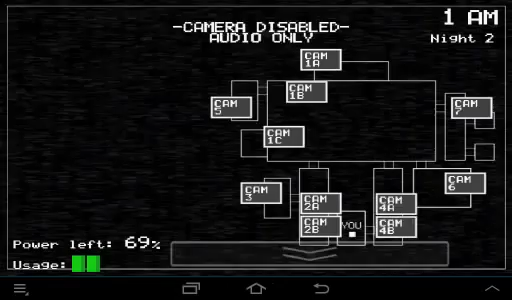 1 AM
—CAMERA DISABLED—
AUDIO ONLY
Night 2
CAM
1A
CAM
1B
CAM
5
CAM
7
CAM
1C
CAM
3
CAM
6
CAM
2A
CAM
4A
CAM
2B
YOU
CAM
4B
Power left: 69%
Usage: